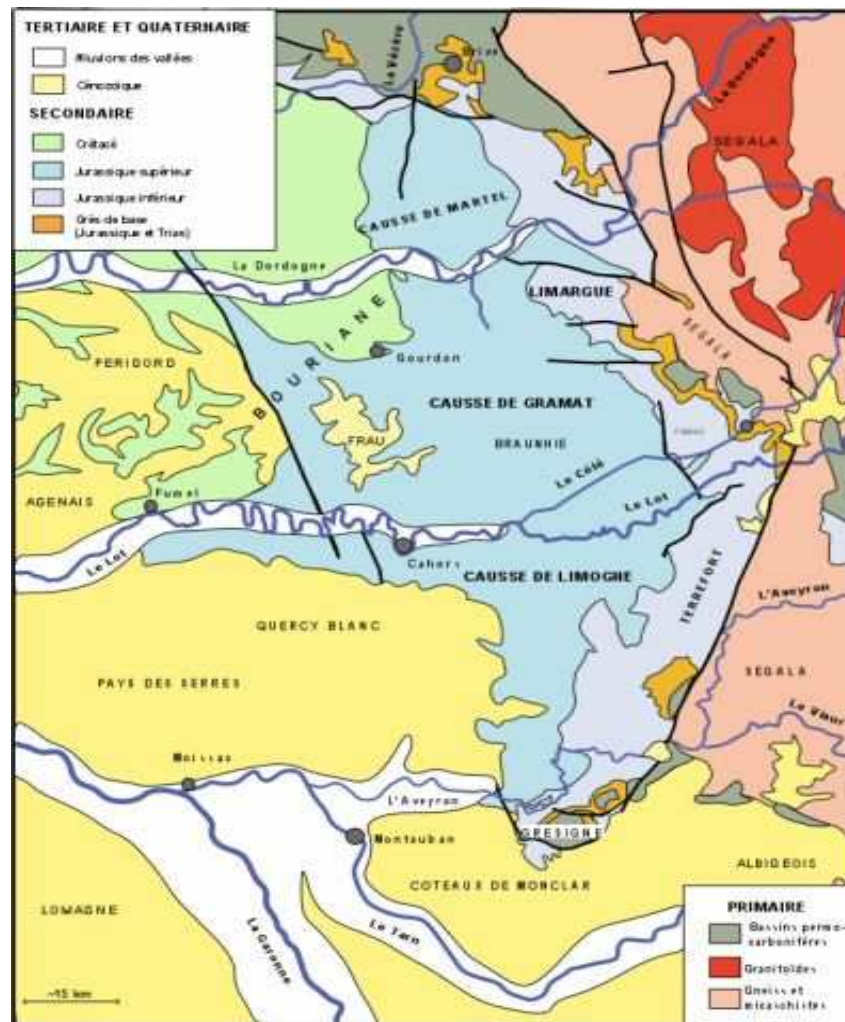 TERTIAIRE ET QUATERNAIRE
Alluvions des vallées
Cénozoïque
SECONDAIRE
Crétacé
Jurassique supérieur
Jurassique inférieur
Grès de base
(Jurassique et Trias)
La Vézère
La Dordogne
SEGALA
CAUSSE DE MARTEL
La Dordogne
LIMARGUE
SEGALA
PERIGORD
BOURIANE
Gourdon
CAUSSE DE GRAMAT
FRAU
BRAUNHIE
Le Célé
AGENAIS
Fumel
Le Lot
Le Lot
Cahors
CAUSSE DE LIMOGNE
TERREFORT
L'Aveyron
QUERCY BLANC
PAYS DES SERRES
SEGALA
Moissac
L'Aveyron
Montauban
GRESIGNE
ALBIGEOIS
COTEAUX DE MONCLAR
LOMAGNE
La Garonne
Le Tarn
~15 km
PRIMAIRE
Bassins permo-
carbonifères
Granitoïdes
Gneiss et
micaschistes